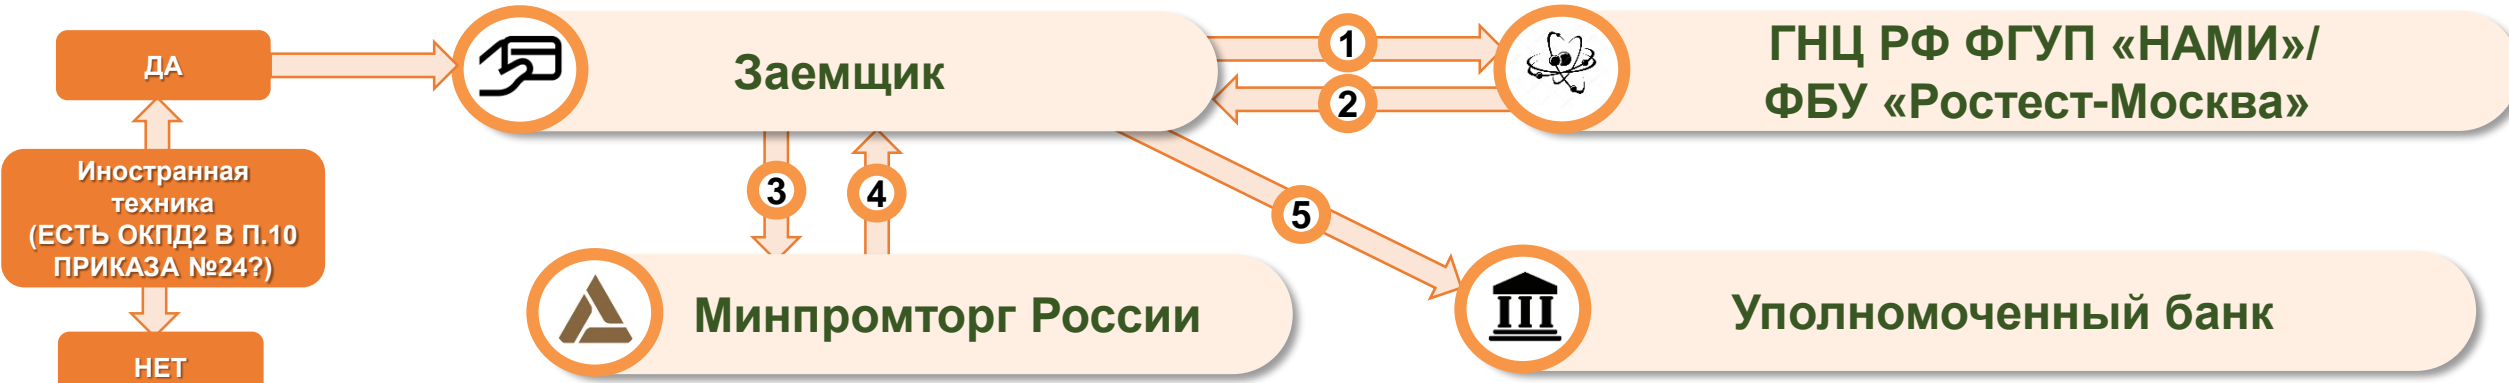 ДА
Иностранная
техника
(ЕСТЬ ОКПД2 В П.10
ПРИКАЗА №24?)
НЕТ
Заемщик
1
2
ГНЦ РФ ФГУП «НАМИ»/
ФБУ «Ростест-Москва»
3
4
5
Минпромторг России
Уполномоченный банк